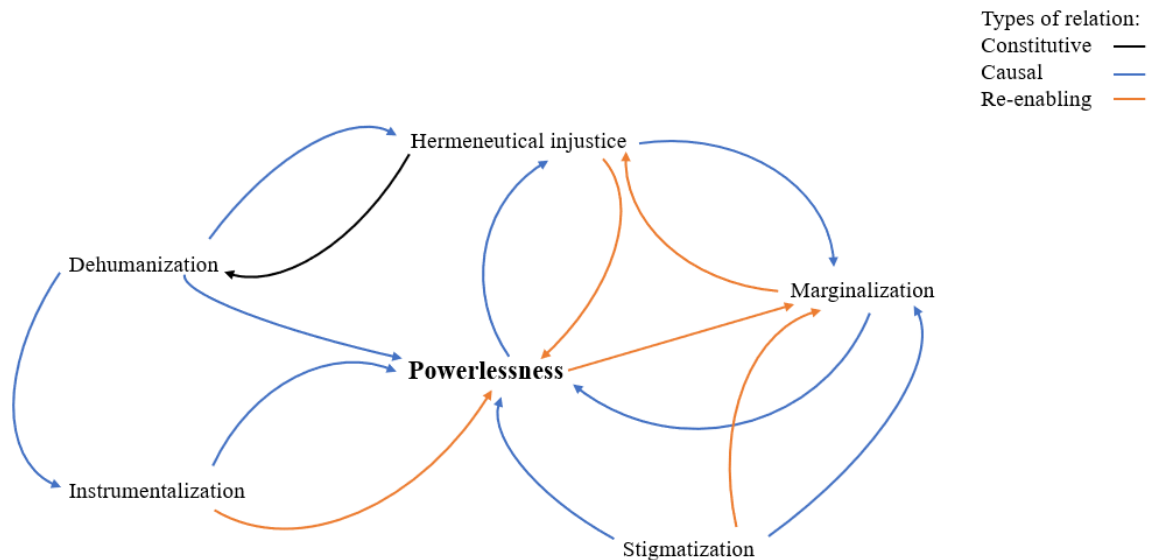 Types of relation:
Constitutive
Causal
Re-enabling
Hermeneutical injustice
Dehumanization
Marginalization
Powerlessness
Instrumentalization
Stigmatization